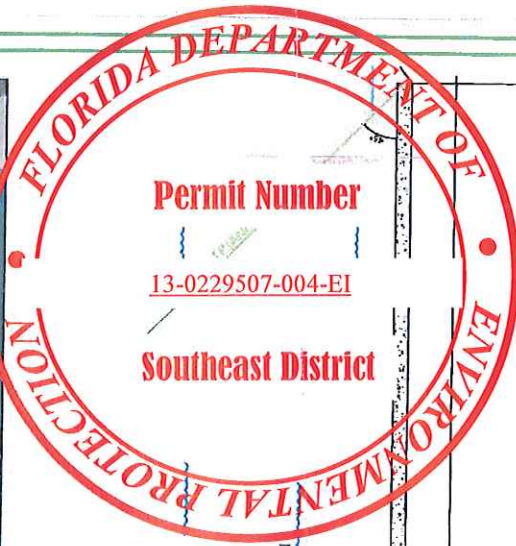 FLORIDA DEPARTMENT OF
ENVIRONMENTAL PROTECTION
Permit Number
13-0229507-004-EI
Southeast District